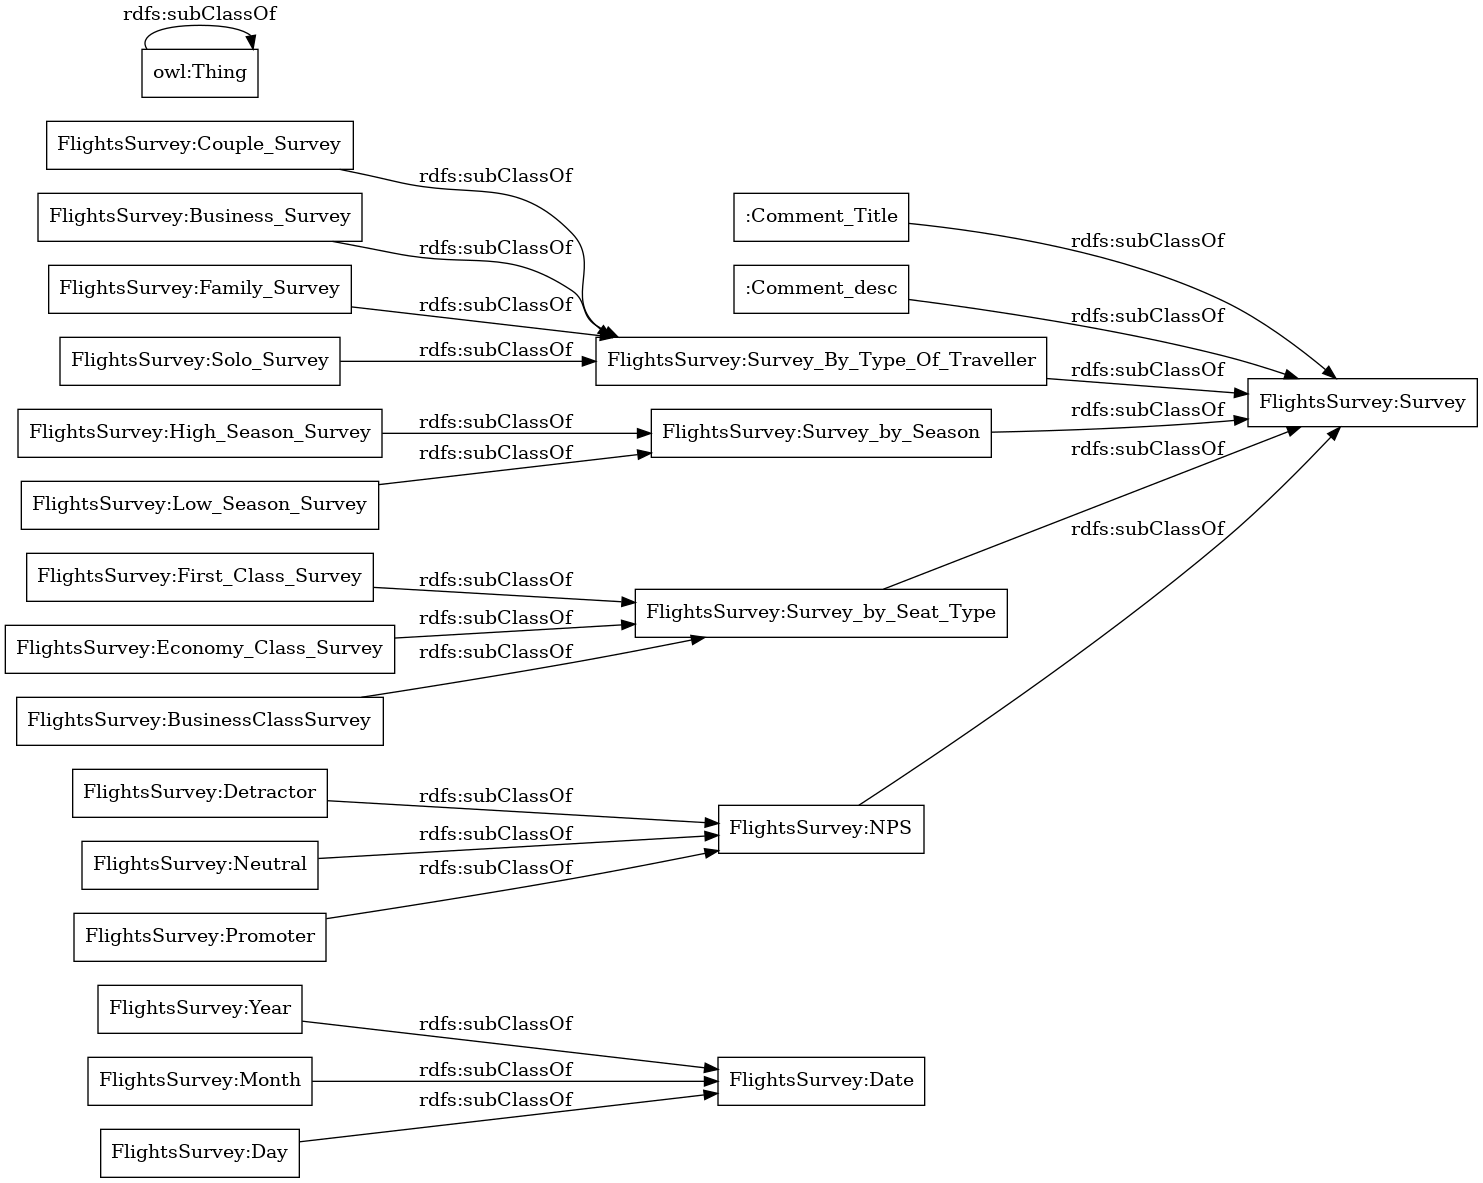 rdfs:subClassOf
owl:Thing
FlightsSurvey:Couple_Survey
rdfs:subClassOf
FlightsSurvey:Business_Survey
rdfs:subClassOf
:Comment_Title
rdfs:subClassOf
FlightsSurvey:Family_Survey
rdfs:subClassOf
:Comment_desc
rdfs:subClassOf
FlightsSurvey:Solo_Survey
rdfs:subClassOf
FlightsSurvey:Survey_By_Type_Of_Traveller
rdfs:subClassOf
FlightsSurvey:Survey
FlightsSurvey:High_Season_Survey
rdfs:subClassOf
FlightsSurvey:Survey_by_Season
rdfs:subClassOf
FlightsSurvey:Low_Season_Survey
rdfs:subClassOf
rdfs:subClassOf
FlightsSurvey:First_Class_Survey
rdfs:subClassOf
rdfs:subClassOf
FlightsSurvey:Economy_Class_Survey
rdfs:subClassOf
FlightsSurvey:Survey_by_Seat_Type
FlightsSurvey:BusinessClassSurvey
rdfs:subClassOf
FlightsSurvey:Detractor
rdfs:subClassOf
FlightsSurvey:Neutral
rdfs:subClassOf
FlightsSurvey:NPS
FlightsSurvey:Promoter
rdfs:subClassOf
FlightsSurvey:Year
rdfs:subClassOf
FlightsSurvey:Month
rdfs:subClassOf
FlightsSurvey:Date
FlightsSurvey:Day
rdfs:subClassOf